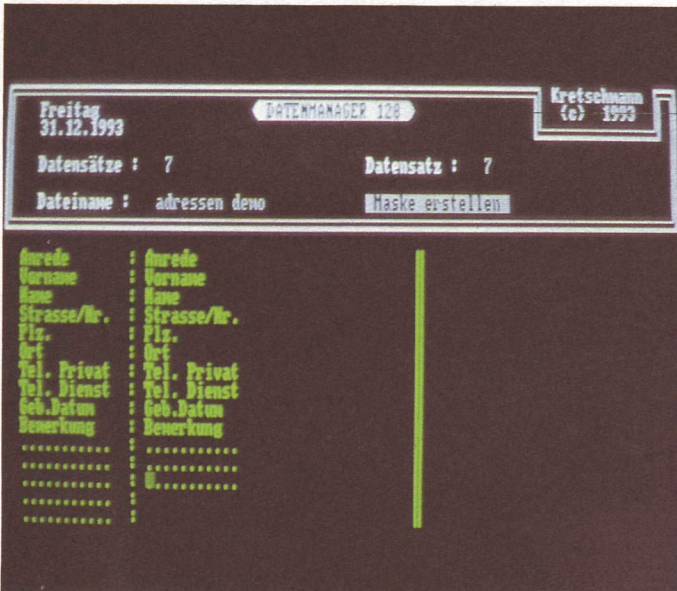 Freitag
31.12.1993
DATENMANAGER 128
Kretschmann
(c) 1993
Datensätze : 7
Datensatz : 7
Dateiname : adressen demo
Maske erstellen
Anrede : Anrede
Vorname : Vorname
Name : Name
Strasse/Nr. : Strasse/Nr.
Plz. : Plz.
Ort : Ort
Tel. Privat : Tel. Privat
Tel. Dienst : Tel. Dienst
Geb.Datum : Geb.Datum
Bemerkung : Bemerkung
........... : ...........
........... : ...........
........... : ..........
........... :
........... :